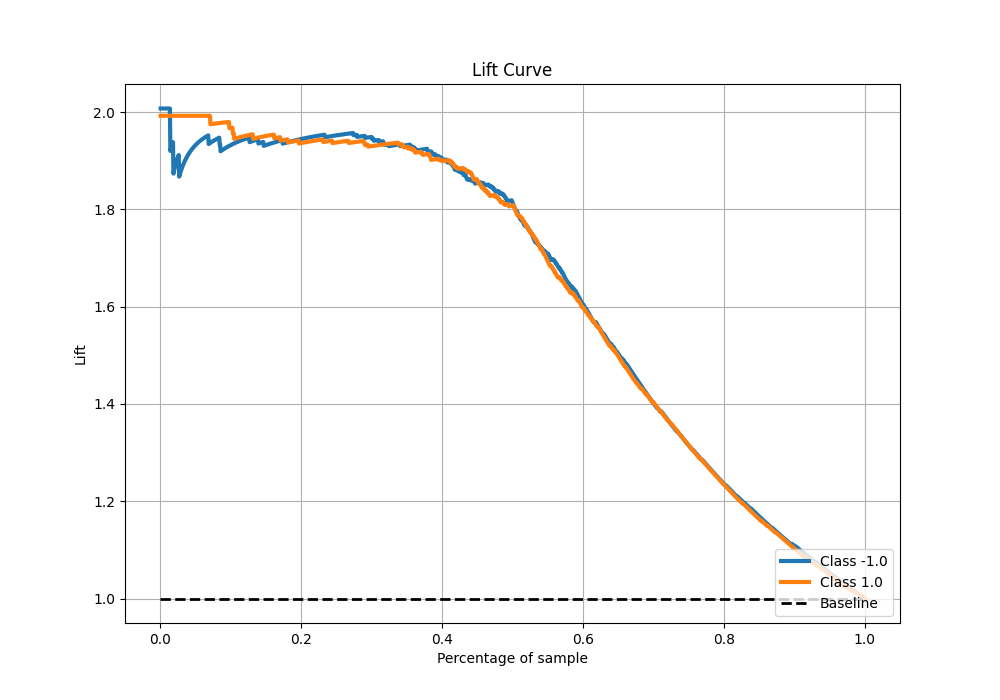 Lift Curve
Lift
2.0
1.8
1.6
1.4
1.2
1.0
0.0 0.2 0.4 0.6 0.8 1.0
Percentage of sample
Class -1.0
Class 1.0
Baseline